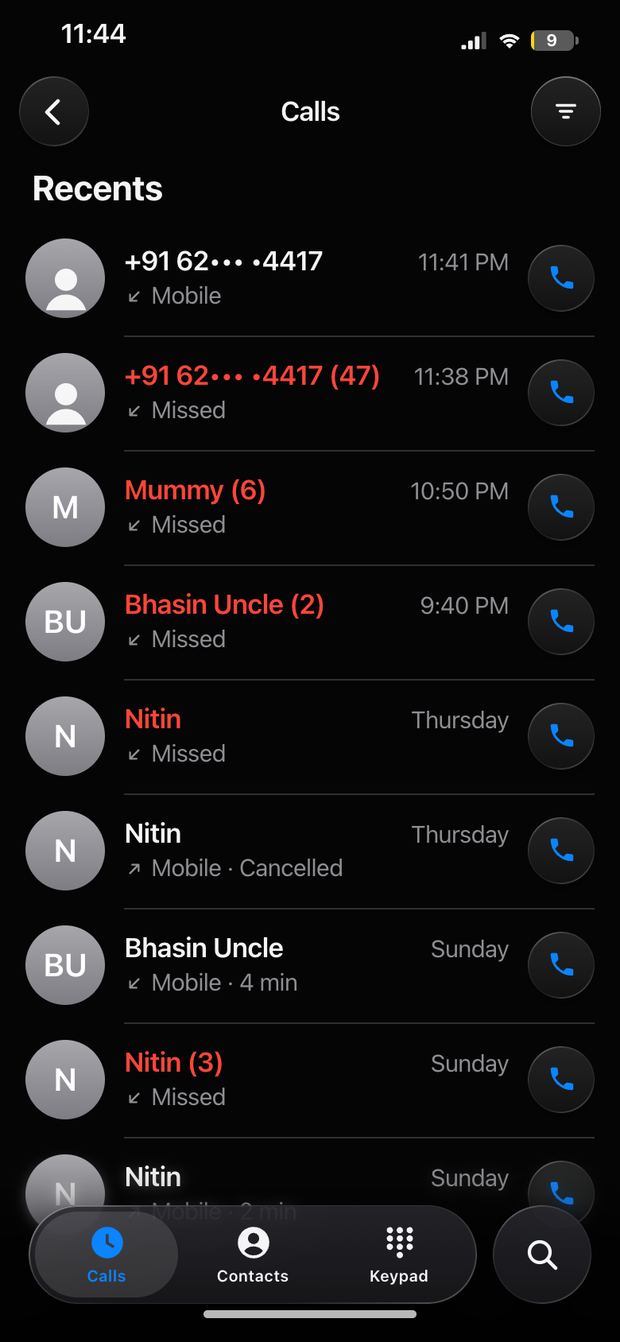 11:44
9
Calls
Recents
+91 62••• •4417 11:41 PM
Mobile
+91 62••• •4417 (47) 11:38 PM
Missed
M Mummy (6) 10:50 PM
Missed
BU Bhasin Uncle (2) 9:40 PM
Missed
N Nitin Thursday
Missed
N Nitin Thursday
Mobile · Cancelled
BU Bhasin Uncle Sunday
Mobile · 4 min
N Nitin (3) Sunday
Missed
N Nitin Sunday
Mobile · 2 min
Calls Contacts Keypad